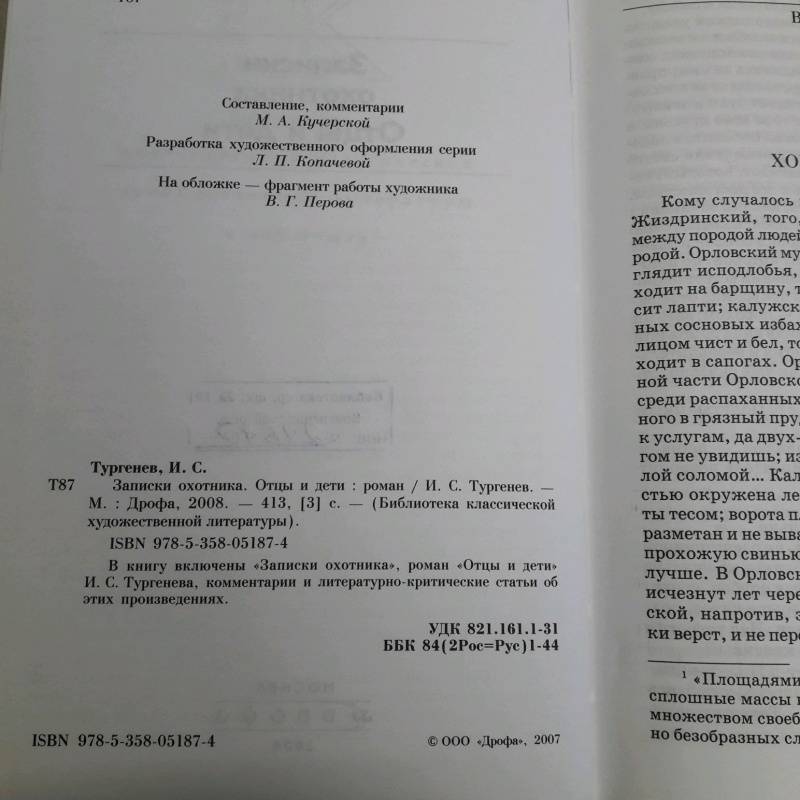 Составление, комментарии
М. А. Кучерской
Разработка художественного оформления серии
Л. П. Копачевой
На обложке — фрагмент работы художника
В. Г. Перова
Тургенев, И. С.
Т87 Записки охотника. Отцы и дети : роман / И. С. Тургенев. —
М. : Дрофа, 2008. — 413, [3] с. — (Библиотека классической
художественной литературы).
ISBN 978-5-358-05187-4
В книгу включены «Записки охотника», роман «Отцы и дети»
И. С. Тургенева, комментарии и литературно-критические статьи об
этих произведениях.
УДК 821.161.1-31
ББК 84(2Рос=Рус)1-44
ISBN 978-5-358-05187-4
© ООО «Дрофа», 2007
ХО
Кому случалось
Жиздринский, того,
между породой людей
родой. Орловский му
глядит исподлобья,
ходит на барщину, т
сит лапти; калужск
ных сосновых избах
лицом чист и бел, то
ходит в сапогах. Ор
ной части Орловско
среди распаханных
ного в грязный пруд
к услугам, да двух-
гом не увидишь; из
лой соломой... Кал
стью окружена ле
ты тесом; ворота пл
разметан и не выва
прохожую свинью
лучше. В Орловск
исчезнут лет чере
ской, напротив, з
ки верст, и не пере
¹ «Площадями
сплошные массы
множеством своеб
но безобразных сл